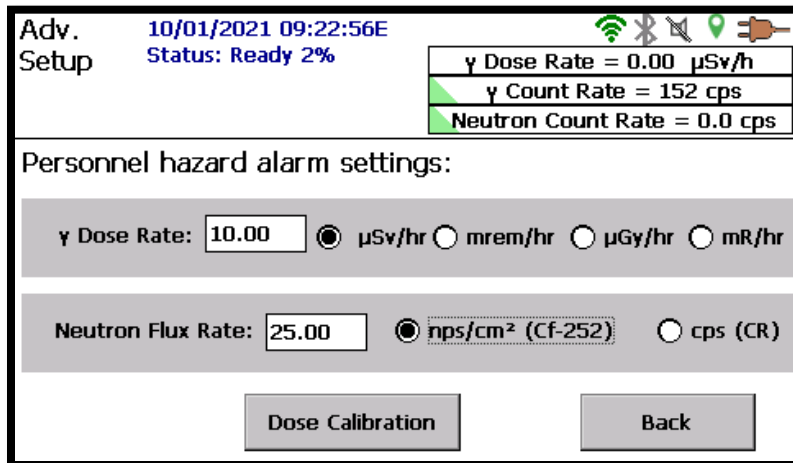 Adv. Setup
10/01/2021 09:22:56E
Status: Ready 2%
γ Dose Rate = 0.00 µSv/h
γ Count Rate = 152 cps
Neutron Count Rate = 0.0 cps
Personnel hazard alarm settings:
γ Dose Rate: 10.00 µSv/hr mrem/hr µGy/hr mR/hr
Neutron Flux Rate: 25.00 nps/cm² (Cf-252) cps (CR)
Dose Calibration Back